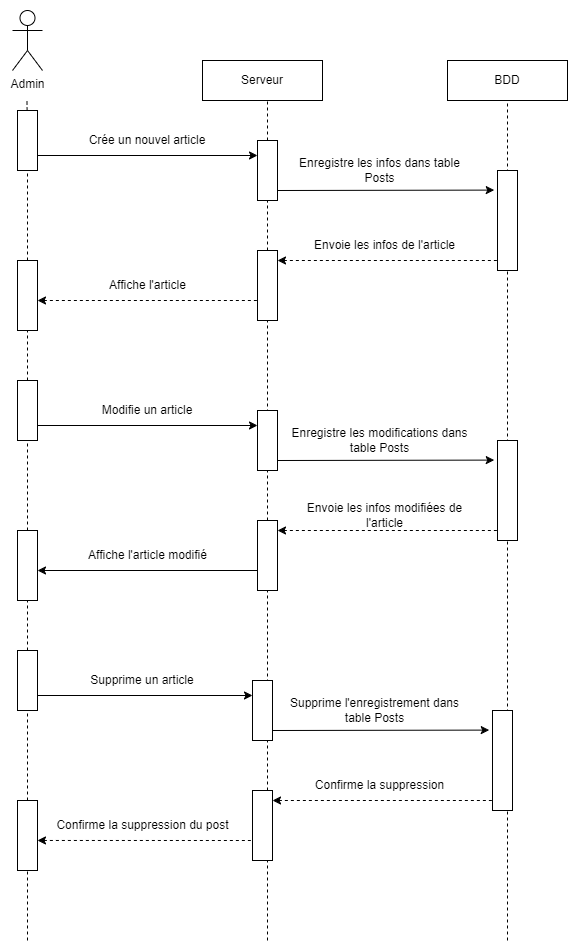 Admin
Serveur
BDD
Crée un nouvel article
Enregistre les infos dans table
Posts
Envoie les infos de l'article
Affiche l'article
Modifie un article
Enregistre les modifications dans
table Posts
Envoie les infos modifiées de
l'article
Affiche l'article modifié
Supprime un article
Supprime l'enregistrement dans
table Posts
Confirme la suppression
Confirme la suppression du post